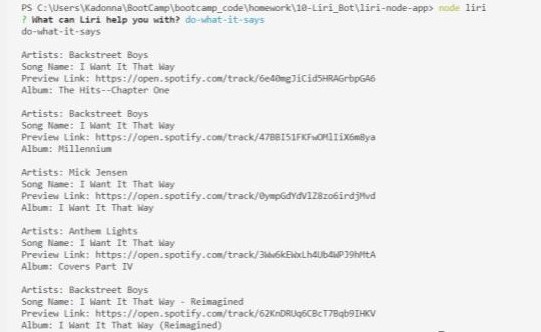 PS C:\Users\Kadonna\BootCamp\bootcamp_code\homework\10-Liri_Bot\liri-node-app> node liri
? What can Liri help you with? do-what-it-says
do-what-it-says
Artists: Backstreet Boys
Song Name: I Want It That Way
Preview Link: https://open.spotify.com/track/6e40mgJiCid5HRAGrbpGA6
Album: The Hits--Chapter One
Artists: Backstreet Boys
Song Name: I Want It That Way
Preview Link: https://open.spotify.com/track/47BBI51FKFwOMlIiX6m8ya
Album: Millennium
Artists: Mick Jensen
Song Name: I Want It That Way
Preview Link: https://open.spotify.com/track/0ympGdYdVlZ8zo6irdjMvd
Album: I Want It That Way
Artists: Anthem Lights
Song Name: I Want It That Way
Preview Link: https://open.spotify.com/track/3Ww6kEWxLh4Ub4WPJ9hMtA
Album: Covers Part IV
Artists: Backstreet Boys
Song Name: I Want It That Way - Reimagined
Preview Link: https://open.spotify.com/track/62KnDRUq6CBcT7Bqb9IHKV
Album: I Want It That Way (Reimagined)